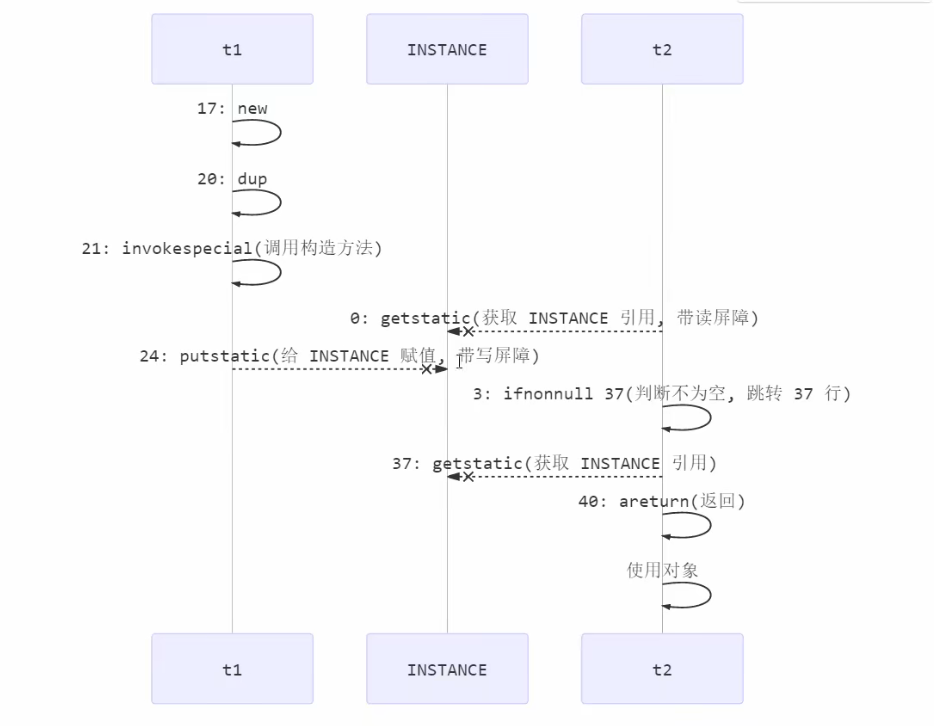 t1 INSTANCE t2
17: new
20: dup
21: invokespecial(调用构造方法)
0: getstatic(获取 INSTANCE 引用, 带读屏障)
24: putstatic(给 INSTANCE 赋值, 带写屏障)
3: ifnonnull 37(判断不为空, 跳转 37 行)
37: getstatic(获取 INSTANCE 引用)
40: areturn(返回)
使用对象
t1 INSTANCE t2